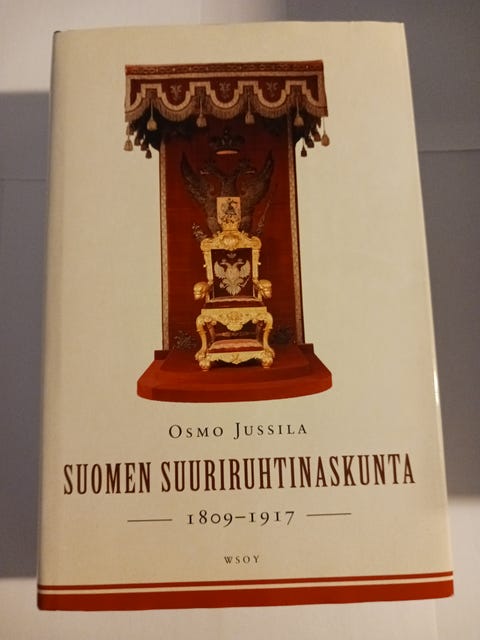 Osmo Jussila
SUOMEN SUURIRUHTINASKUNTA
1809–1917
WSOY